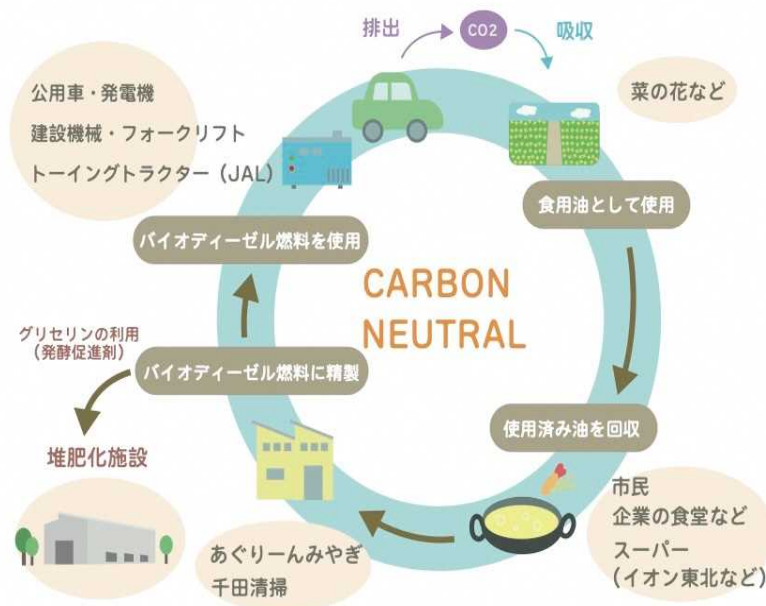 排出
CO2
吸収
公用車・発電機
建設機械・フォークリフト
トーイングトラクター（JAL）
菜の花など
食用油として使用
バイオディーゼル燃料を使用
CARBON
NEUTRAL
グリセリンの利用
（発酵促進剤）
バイオディーゼル燃料に精製
使用済み油を回収
堆肥化施設
市民
企業の食堂など
スーパー
（イオン東北など）
あぐりーんみやぎ
千田清掃